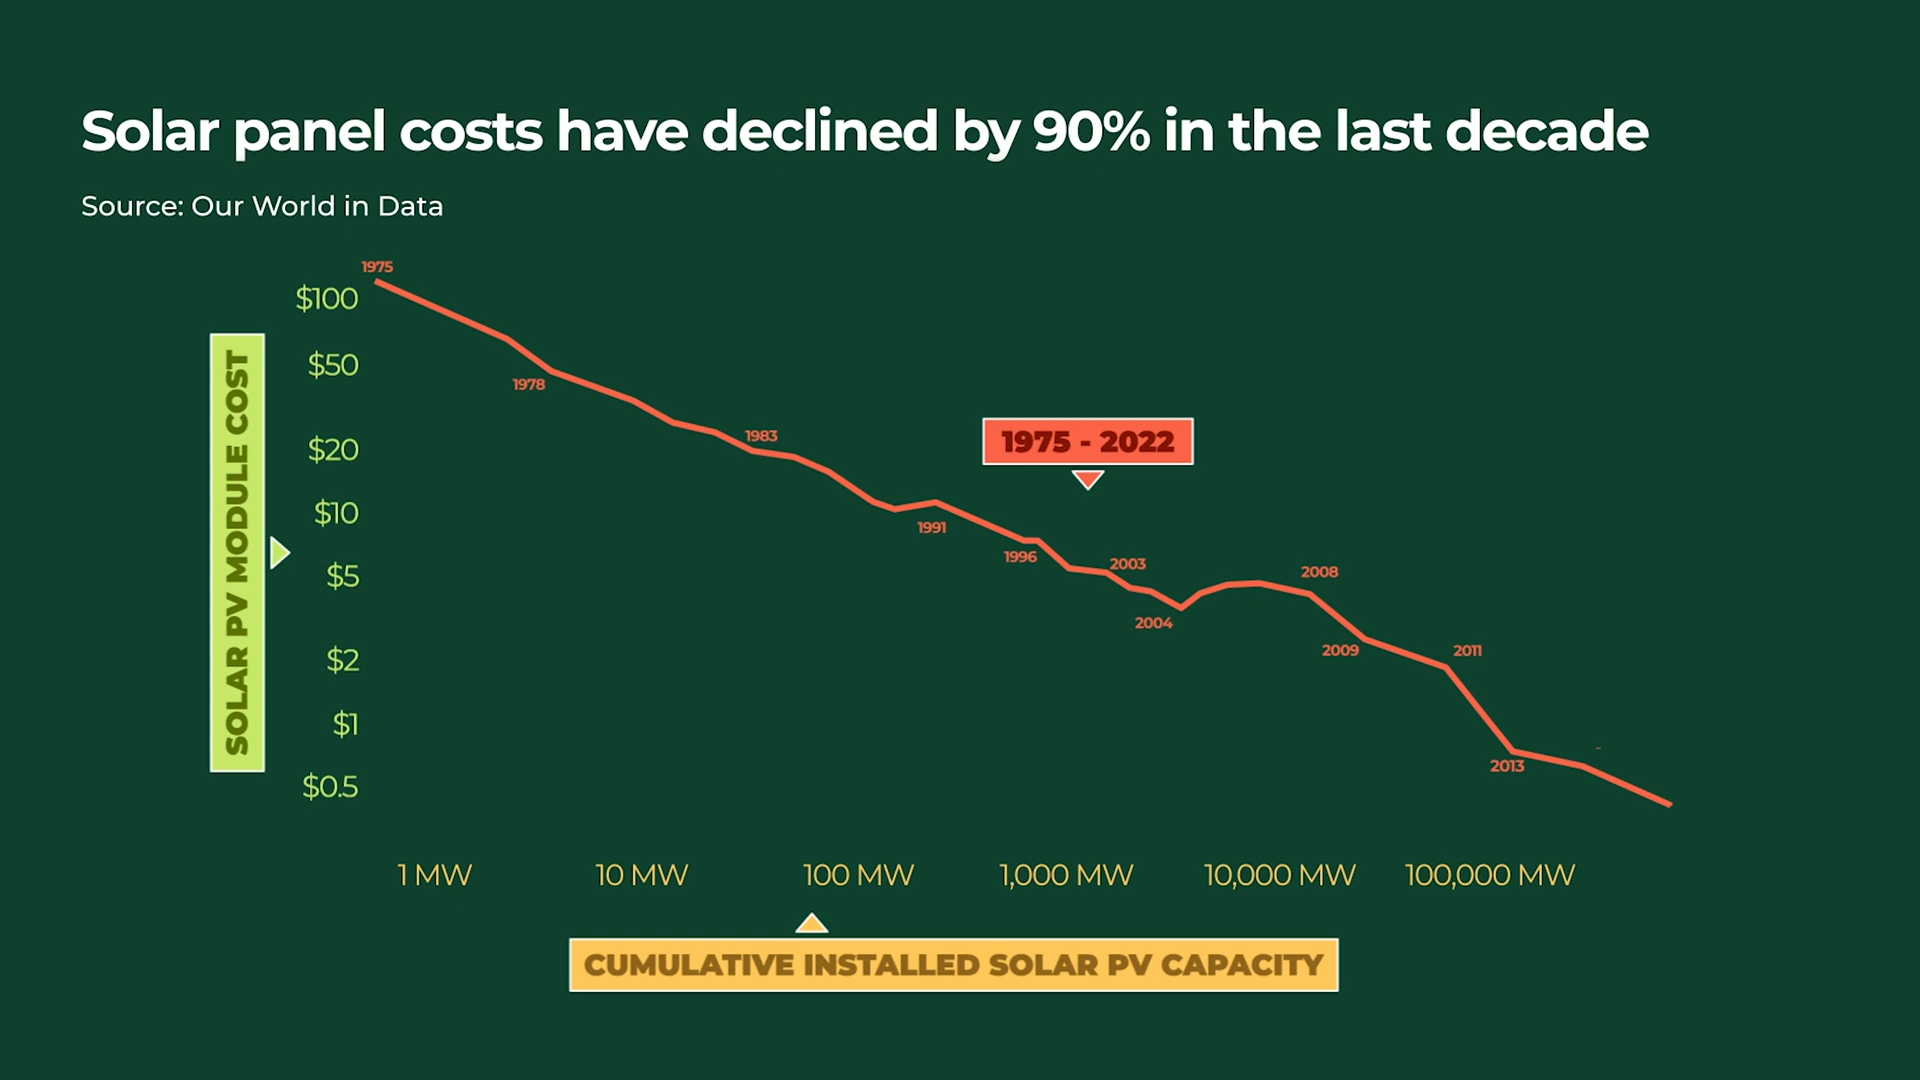 Solar panel costs have declined by 90% in the last decade
Source: Our World in Data
1975
$100
$50
$20
$10
$5
$2
$1
$0.5
SOLAR PV MODULE COST
1978
1983
1991
1975 - 2022
1996
2003
2004
2008
2009
2011
2013
1 MW
10 MW
100 MW
1,000 MW
10,000 MW
100,000 MW
CUMULATIVE INSTALLED SOLAR PV CAPACITY